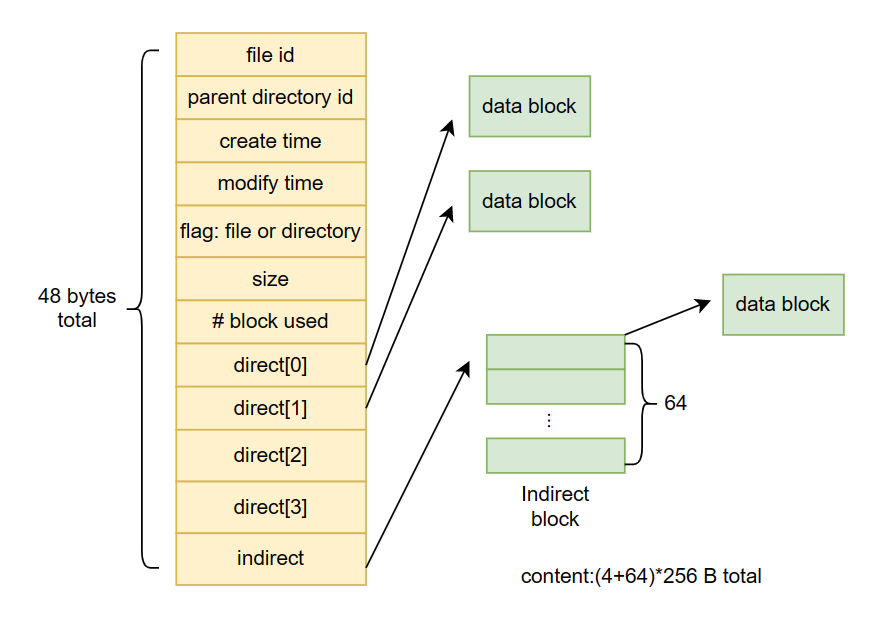 file id
parent directory id
create time
modify time
flag: file or directory
size
# block used
direct[0]
direct[1]
direct[2]
direct[3]
indirect
48 bytes
total
data block
data block
data block
64
⋮
Indirect
block
content:(4+64)*256 B total